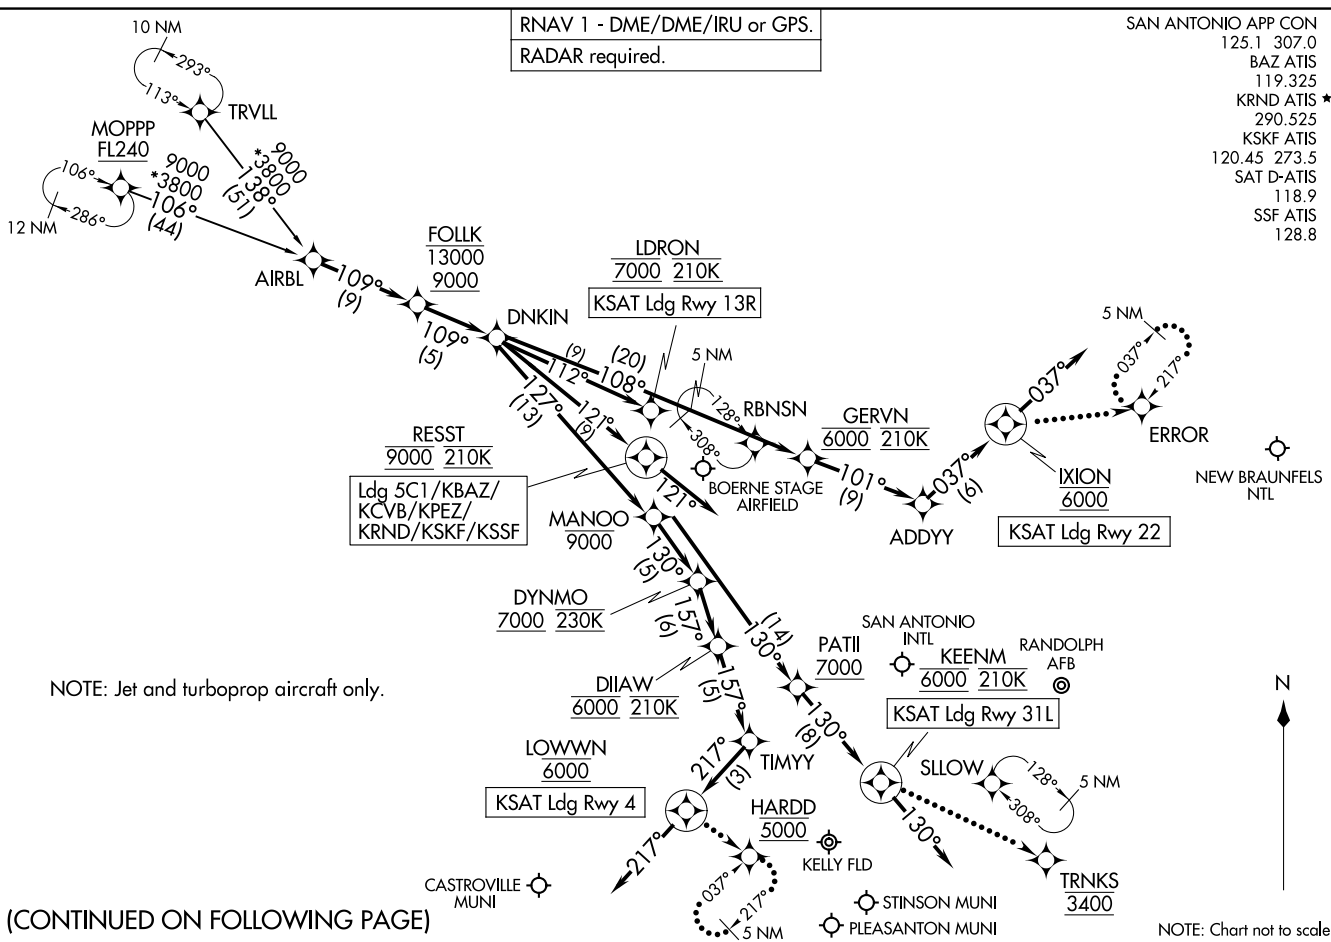 RNAV 1 - DME/DME/IRU or GPS.
RADAR required.
SAN ANTONIO APP CON
125.1 307.0
BAZ ATIS
119.325
KRND ATIS ★
290.525
KSKF ATIS
120.45 273.5
SAT D-ATIS
118.9
SSF ATIS
128.8
10 NM
293°
113°
TRVLL
MOPPP
FL240
106°
286°
12 NM
9000
*3800
106°
(44)
9000
*3800
138°
(51)
AIRBL
109°
(9)
FOLLK
13000
9000
109°
(5)
DNKIN
LDRON
7000 210K
KSAT Ldg Rwy 13R
(9)
112°
(20)
108°
5 NM
128°
308°
RBNSN
127°
(13)
121°
(9)
RESST
9000 210K
Ldg 5C1/KBAZ/
KCVB/KPEZ/
KRND/KSKF/KSSF
121°
BOERNE STAGE
AIRFIELD
GERVN
6000 210K
101°
(9)
ADDYY
037°
(6)
037°
IXION
6000
KSAT Ldg Rwy 22
5 NM
037°
217°
ERROR
NEW BRAUNFELS
NTL
MANOO
9000
130°
(5)
DYNMO
7000 230K
157°
(6)
DIIAW
6000 210K
157°
(5)
TIMYY
(14)
130°
PATII
7000
130°
(8)
SAN ANTONIO
INTL
KEENM
6000 210K
KSAT Ldg Rwy 31L
RANDOLPH
AFB
NOTE: Jet and turboprop aircraft only.
LOWWN
6000
KSAT Ldg Rwy 4
217°
(3)
217°
HARDD
5000
037°
217°
5 NM
KELLY FLD
SLLOW
128°
308°
5 NM
130°
TRNKS
3400
N
CASTROVILLE
MUNI
STINSON MUNI
PLEASANTON MUNI
(CONTINUED ON FOLLOWING PAGE)
NOTE: Chart not to scale